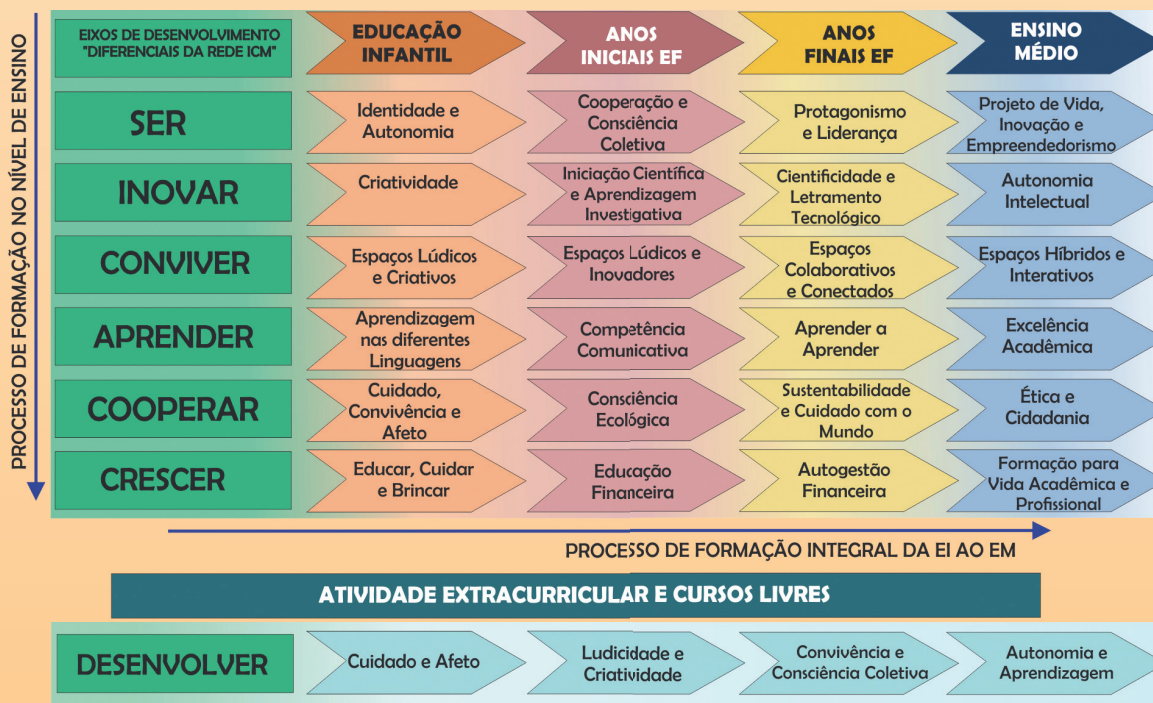 PROCESSO DE FORMAÇÃO NO NÍVEL DE ENSINO
EIXOS DE DESENVOLVIMENTO
"DIFERENCIAIS DA REDE ICM"
EDUCAÇÃO
INFANTIL
ANOS
INICIAIS EF
ANOS
FINAIS EF
ENSINO
MÉDIO
SER
Identidade e
Autonomia
Cooperação e
Consciência
Coletiva
Protagonismo
e Liderança
Projeto de Vida,
Inovação e
Empreendedorismo
INOVAR
Criatividade
Iniciação Científica
e Aprendizagem
Investigativa
Cientificidade e
Letramento
Tecnológico
Autonomia
Intelectual
CONVIVER
Espaços Lúdicos
e Criativos
Espaços Lúdicos e
Inovadores
Espaços
Colaborativos
e Conectados
Espaços Híbridos e
Interativos
APRENDER
Aprendizagem
nas diferentes
Linguagens
Competência
Comunicativa
Aprender a
Aprender
Excelência
Acadêmica
COOPERAR
Cuidado,
Convivência e
Afeto
Consciência
Ecológica
Sustentabilidade
e Cuidado com o
Mundo
Ética e
Cidadania
CRESCER
Educar, Cuidar
e Brincar
Educação
Financeira
Autogestão
Financeira
Formação para
Vida Acadêmica e
Profissional
PROCESSO DE FORMAÇÃO INTEGRAL DA EI AO EM
ATIVIDADE EXTRACURRICULAR E CURSOS LIVRES
DESENVOLVER
Cuidado e Afeto
Ludicidade e
Criatividade
Convivência e
Consciência Coletiva
Autonomia e
Aprendizagem